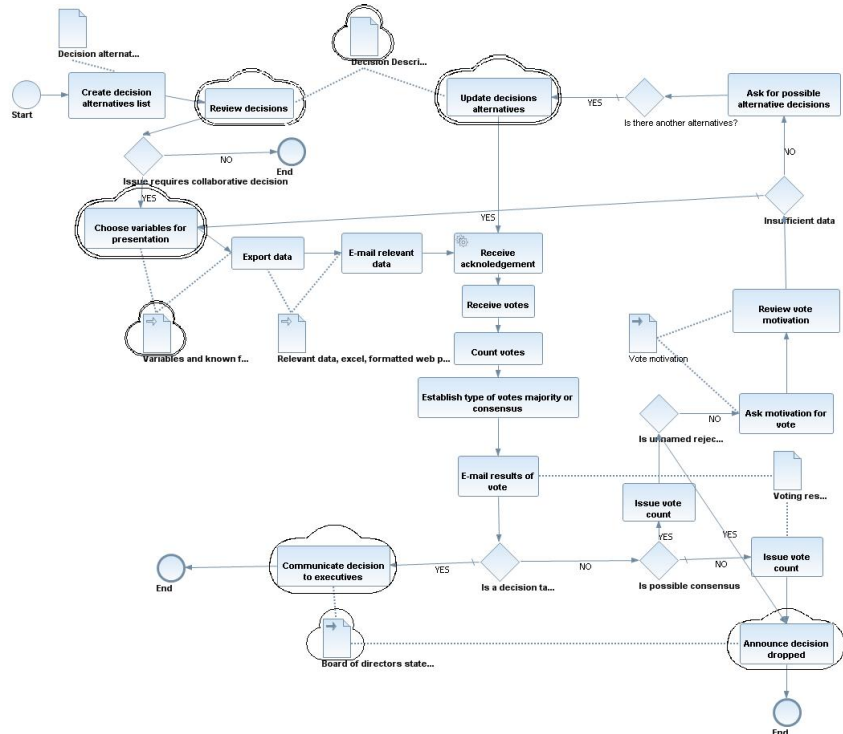 Decision alternat...
Decision Descri...
Start
Create decision
alternatives list
Review decisions
Update decisions
alternatives
YES
Is there another alternatives?
Ask for possible
alternative decisions
NO
End
Issue requires collaborative decision
YES
NO
Insufficient data
Choose variables for
presentation
YES
Export data
E-mail relevant
data
Receive
acknoledgement
Receive votes
Variables and known f...
Relevant data, excel, formatted web p...
Count votes
Vote motivation
Review vote
motivation
Establish type of votes majority or
consensus
Is unnamed rejec...
NO
Ask motivation for
vote
E-mail results of
vote
Issue vote
count
Voting res...
YES
YES
Communicate decision
to executives
End
YES
Is a decision ta...
NO
Is possible consensus
NO
Issue vote
count
Board of directors state...
Announce decision
dropped
End